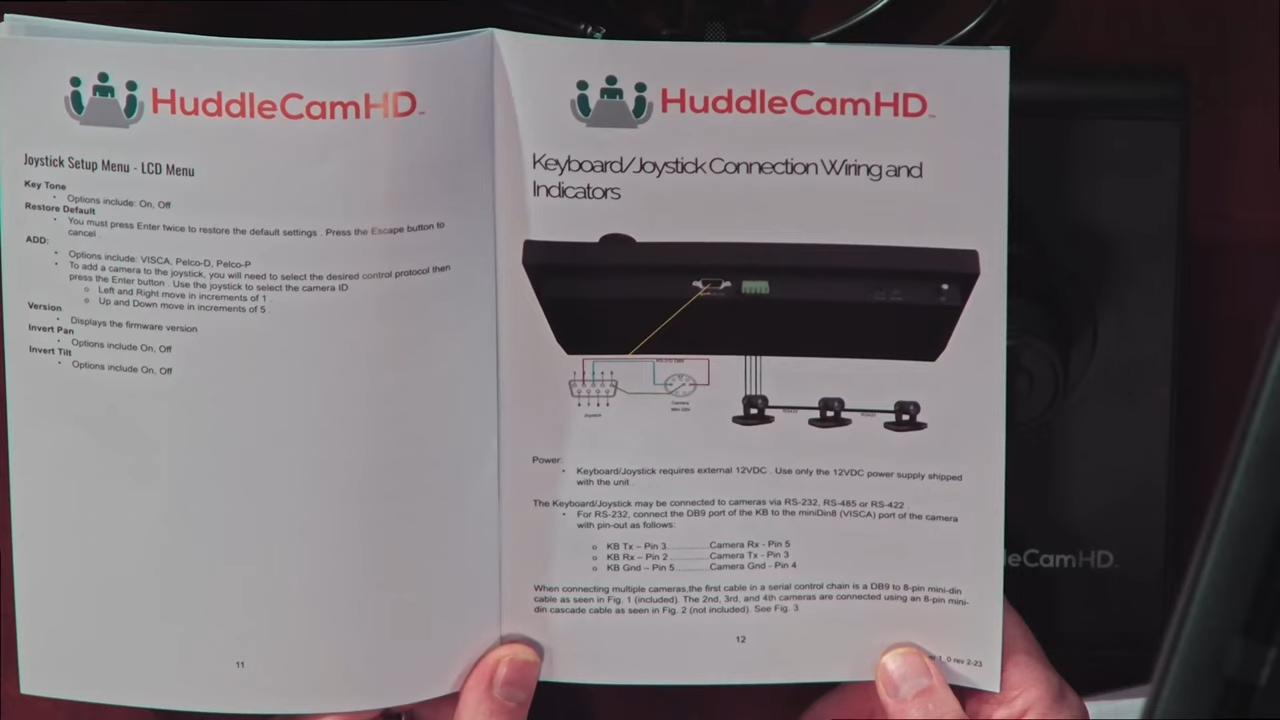 HuddleCamHD
Joystick Setup Menu - LCD Menu
Key Tone
• Options include: On, Off
Restore Default
• You must press Enter twice to restore the default settings . Press the Escape button to
cancel .
ADD:
• Options include: VISCA, Pelco-D, Pelco-P
• To add a camera to the joystick, you will need to select the desired control protocol then
press the Enter button . Use the joystick to select the camera ID
o Left and Right move in increments of 1 .
o Up and Down move in increments of 5 .
Version
• Displays the firmware version
Invert Pan
• Options include On, Off
Invert Tilt
• Options include On, Off
11
HuddleCamHD
Keyboard/Joystick Connection Wiring and
Indicators
Joystick
Camera
RS422
RS422
Power:
• Keyboard/Joystick requires external 12VDC . Use only the 12VDC power supply shipped
with the unit .
The Keyboard/Joystick may be connected to cameras via RS-232, RS-485 or RS-422 .
• For RS-232, connect the DB9 port of the KB to the miniDin8 (VISCA) port of the camera
with pin-out as follows:
o KB Tx – Pin 3..............Camera Rx - Pin 5
o KB Rx – Pin 2..............Camera Tx - Pin 3
o KB Gnd – Pin 5............Camera Gnd - Pin 4
When connecting multiple cameras,the first cable in a serial control chain is a DB9 to 8-pin mini-din
cable as seen in Fig. 1 (included). The 2nd, 3rd, and 4th cameras are connected using an 8-pin mini-
din cascade cable as seen in Fig. 2 (not included). See Fig. 3
12
1_0 rev 2-23
leCamHD.